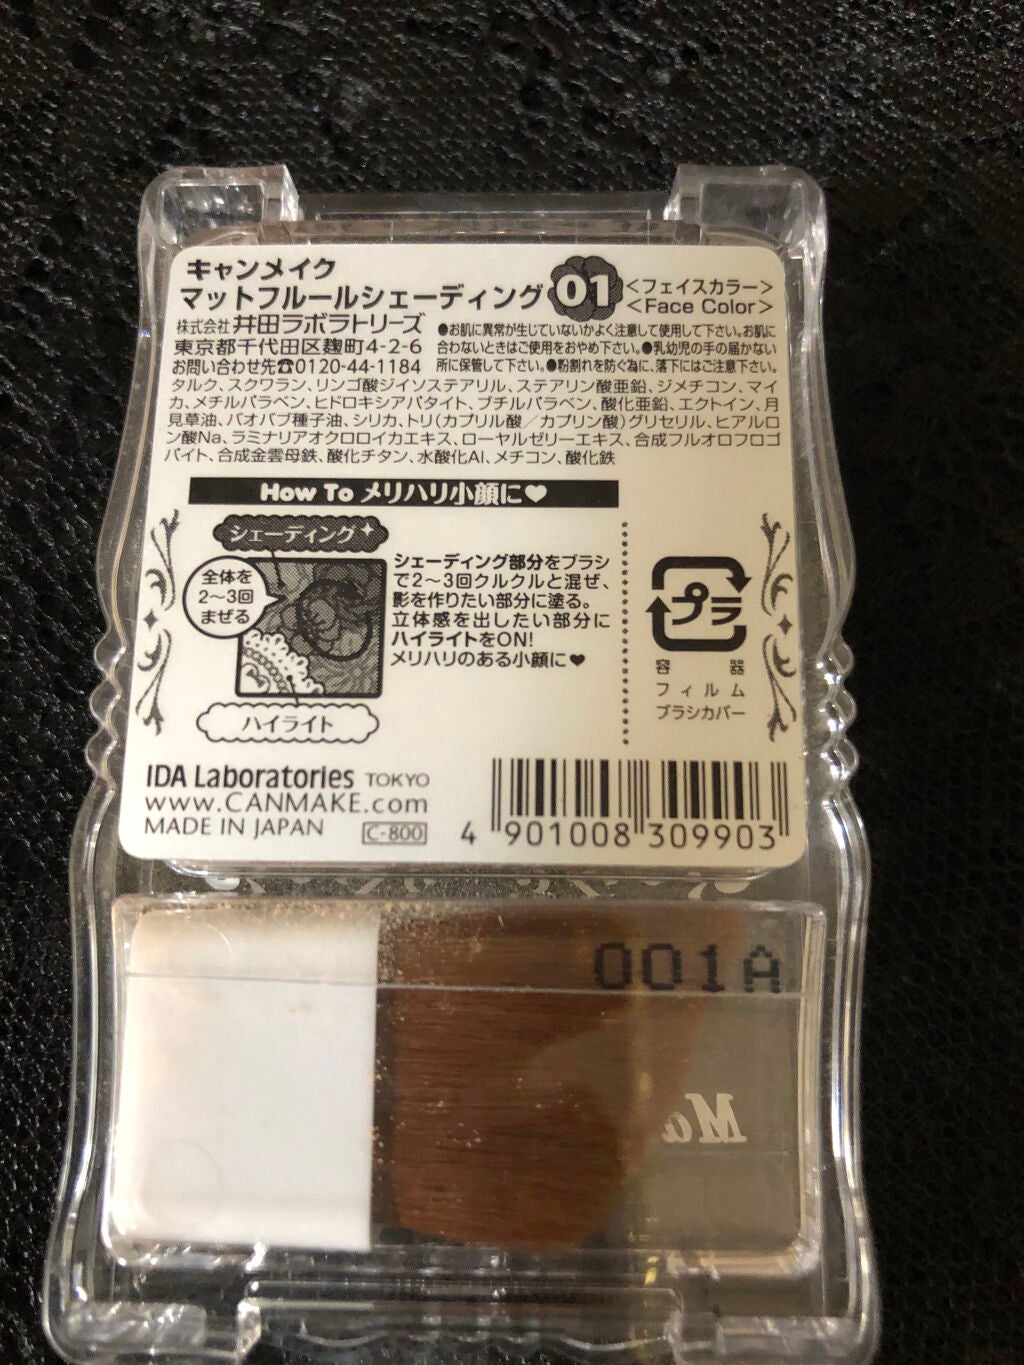 キャンメイク
マットフルールシェーディング 01 <フェイスカラー>
<Face Color>
株式会社 井田ラボラトリーズ
東京都千代田区麹町4-2-6
お問い合わせ先☎0120-44-1184
●お肌に異常が生じていないかよく注意して使用して下さい。お肌に
合わないときはご使用をおやめ下さい。●乳幼児の手の届かない
所に保管して下さい。●粉割れを防ぐ為に、落下にはご注意下さい。
タルク、スクワラン、リンゴ酸ジイソステアリル、ステアリン酸亜鉛、ジメチコン、マイ
カ、メチルパラベン、ヒドロキシアパタイト、ブチルパラベン、酸化亜鉛、エクトイン、月
見草油、バオバブ種子油、シリカ、トリ(カプリル酸／カプリン酸)グリセリル、ヒアルロ
ン酸Na、ラミナリアオクロロイカエキス、ローヤルゼリーエキス、合成フルオロフロゴ
パイト、合成金雲母鉄、酸化チタン、水酸化Al、メチコン、酸化鉄
How To メリハリ小顔に♥
シェーディング
全体を
2〜3回
まぜる
ハイライト
シェーディング部分をブラシ
で2〜3回クルクルと混ぜ、
影を作りたい部分に塗る。
立体感を出したい部分に
ハイライトをON!
メリハリのある小顔に♥
プラ
容器
フィルム
ブラシカバー
IDA Laboratories TOKYO
www.CANMAKE.com
MADE IN JAPAN C-800
4 901008 309903
001A
Ma